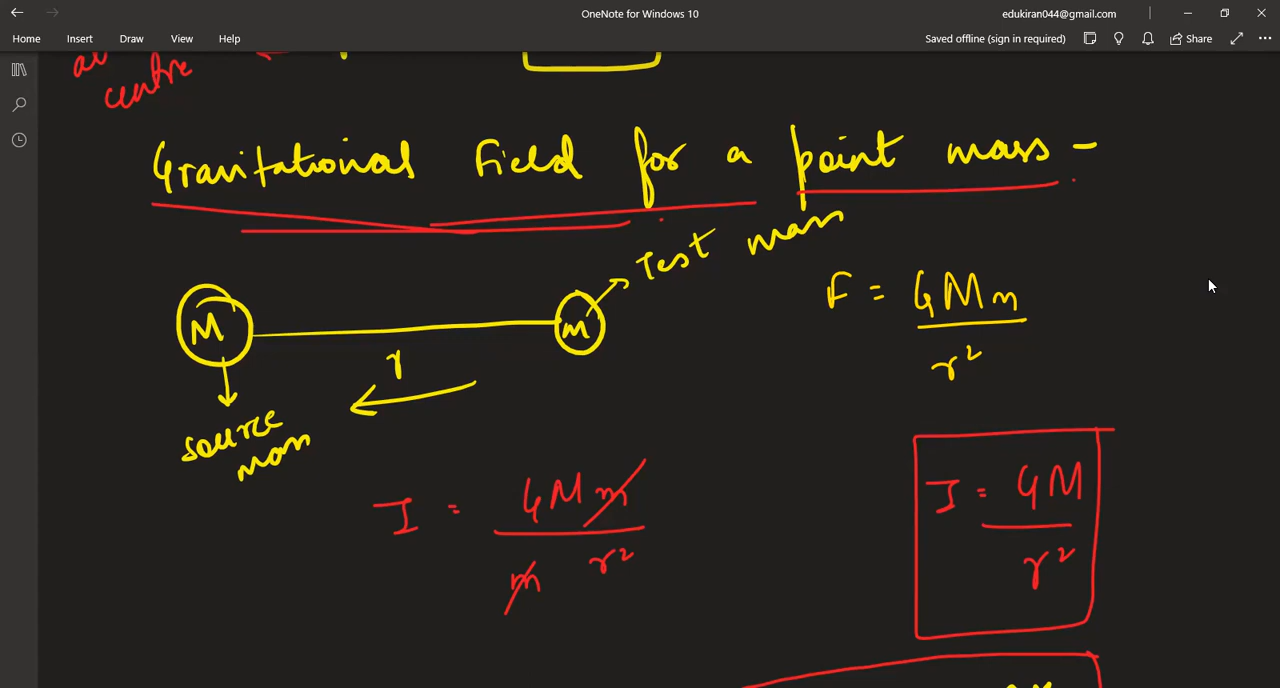 OneNote for Windows 10
edukiran044@gmail.com
Home Insert Draw View Help
Saved offline (sign in required)
Share
at
centre
Gravitational Field for a point mass -
Test mass
M
m
r
source
mass
F = GMm
r²
I = GMm
m r²
I = GM
r²